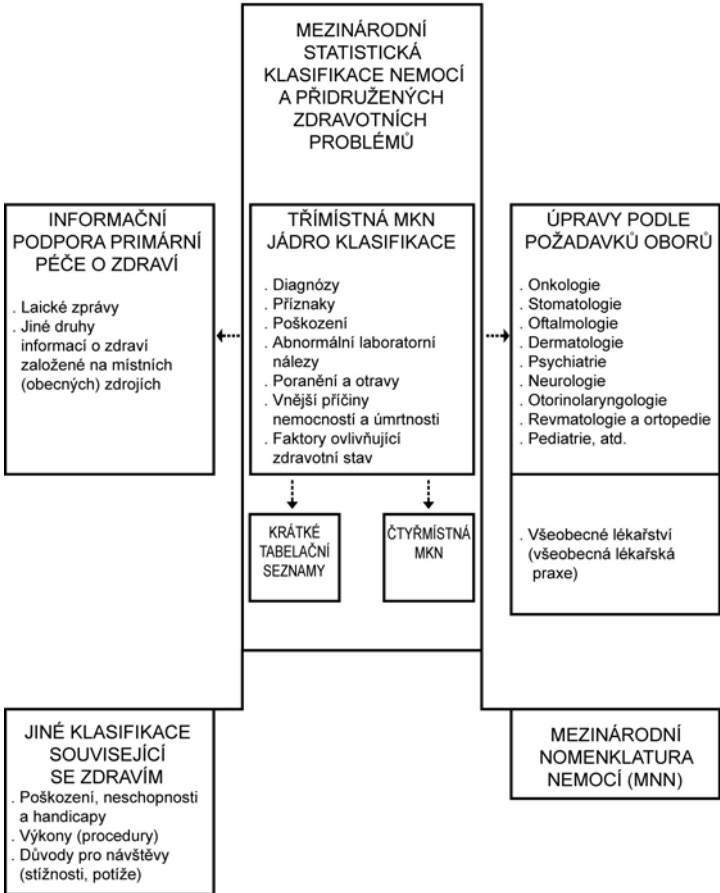 MEZINÁRODNÍ
STATISTICKÁ
KLASIFIKACE NEMOCÍ
A PŘIDRUŽENÝCH
ZDRAVOTNÍCH
PROBLÉMŮ
INFORMAČNÍ
PODPORA PRIMÁRNÍ
PÉČE O ZDRAVÍ
. Laické zprávy
. Jiné druhy
informací o zdraví
založené na místních
(obecných) zdrojích
TŘÍMÍSTNÁ MKN
JÁDRO KLASIFIKACE
. Diagnózy
. Příznaky
. Poškození
. Abnormální laboratorní
nálezy
. Poranění a otravy
. Vnější příčiny
nemocností a úmrtnosti
. Faktory ovlivňující
zdravotní stav
ÚPRAVY PODLE
POŽADAVKŮ OBORŮ
. Onkologie
. Stomatologie
. Oftalmologie
. Dermatologie
. Psychiatrie
. Neurologie
. Otorinolaryngologie
. Revmatologie a ortopedie
. Pediatrie, atd.
KRÁTKÉ
TABELAČNÍ
SEZNAMY
ČTYŘMÍSTNÁ
MKN
. Všeobecné lékařství
(všeobecná lékařská
praxe)
JINÉ KLASIFIKACE
SOUVISEJÍCÍ
SE ZDRAVÍM
. Poškození, neschopnosti
a handicapy
. Výkony (procedury)
. Důvody pro návštěvy
(stížnosti, potíže)
MEZINÁRODNÍ
NOMENKLATURA
NEMOCÍ (MNN)